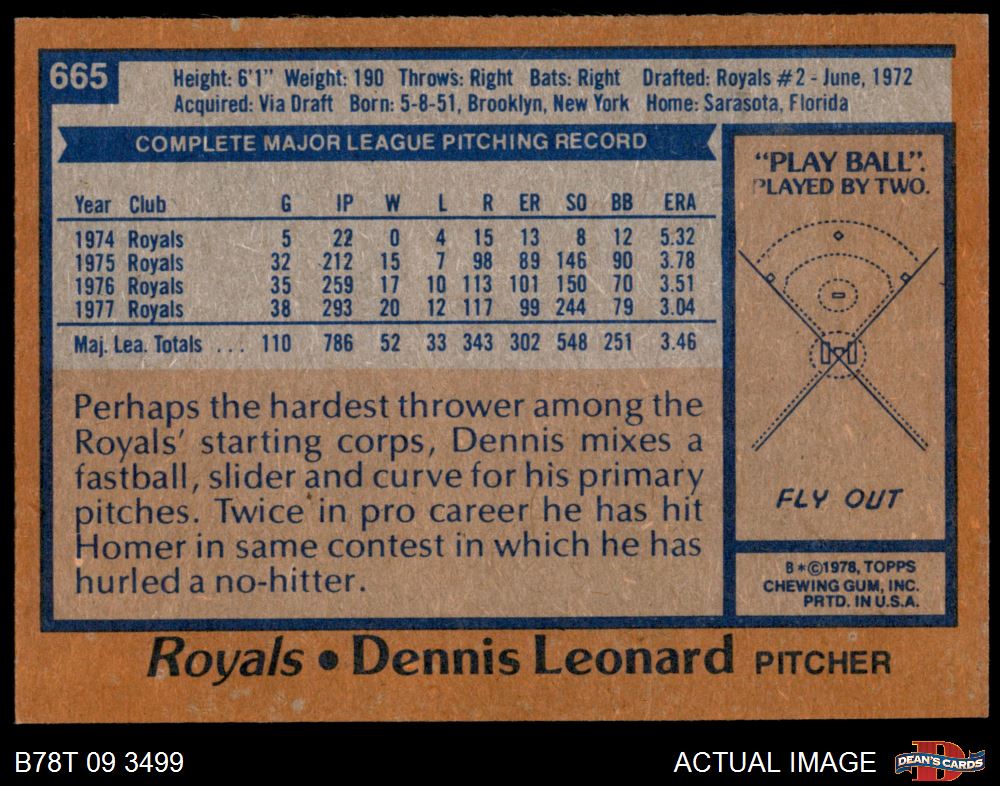 665
Height: 6'1" Weight: 190 Throws: Right Bats: Right Drafted: Royals #2 - June, 1972
Acquired: Via Draft Born: 5-8-51, Brooklyn, New York Home: Sarasota, Florida
COMPLETE MAJOR LEAGUE PITCHING RECORD
Year Club G IP W L R ER SO BB ERA
1974 Royals 5 22 0 4 15 13 8 12 5.32
1975 Royals 32 212 15 7 98 89 146 90 3.78
1976 Royals 35 259 17 10 113 101 150 70 3.51
1977 Royals 38 293 20 12 117 99 244 79 3.04
Maj. Lea. Totals ... 110 786 52 33 343 302 548 251 3.46
Perhaps the hardest thrower among the
Royals' starting corps, Dennis mixes a
fastball, slider and curve for his primary
pitches. Twice in pro career he has hit
Homer in same contest in which he has
hurled a no-hitter.
"PLAY BALL".
PLAYED BY TWO.
FLY OUT
B*©1978, TOPPS
CHEWING GUM, INC.
PRTD. IN U.S.A.
Royals • Dennis Leonard PITCHER
B78T 09 3499
ACTUAL IMAGE
D
DEAN'S CARDS